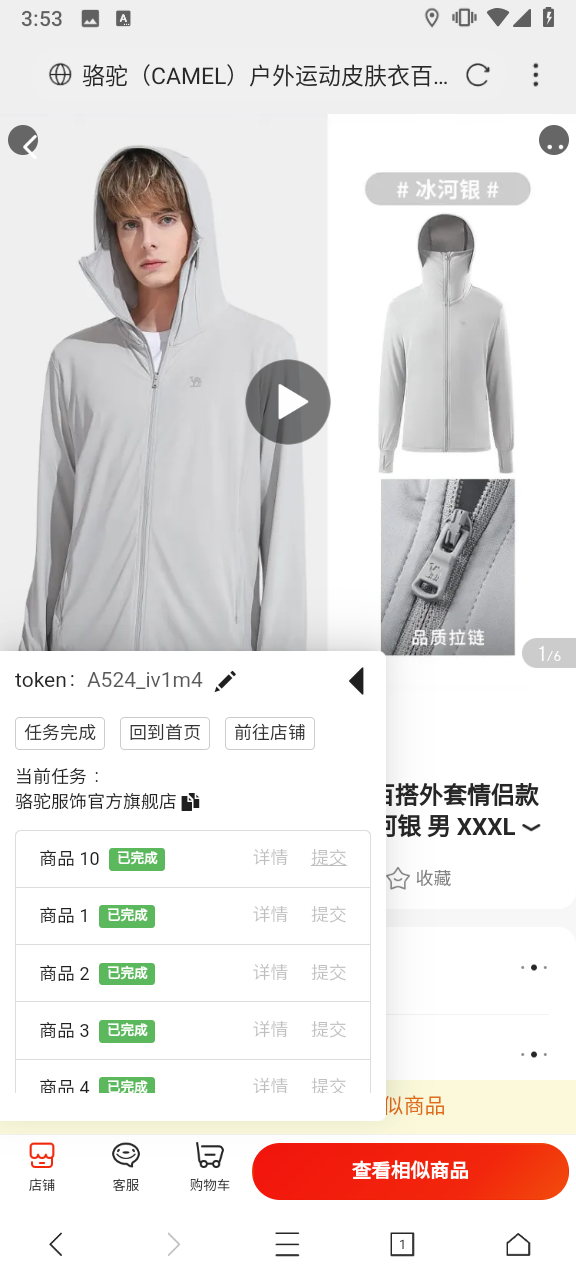 3:53
A
骆驼（CAMEL）户外运动皮肤衣百...
# 冰河银 #
品质拉链
1/6
token： A524_iv1m4
任务完成 回到首页 前往店铺
当前任务：
骆驼服饰官方旗舰店
百搭外套情侣款
河银 男 XXXL
商品 10 已完成 详情 提交
收藏
商品 1 已完成 详情 提交
商品 2 已完成 详情 提交
商品 3 已完成 详情 提交
商品 4 已完成 详情 提交
似商品
店铺 客服 购物车 查看相似商品
1